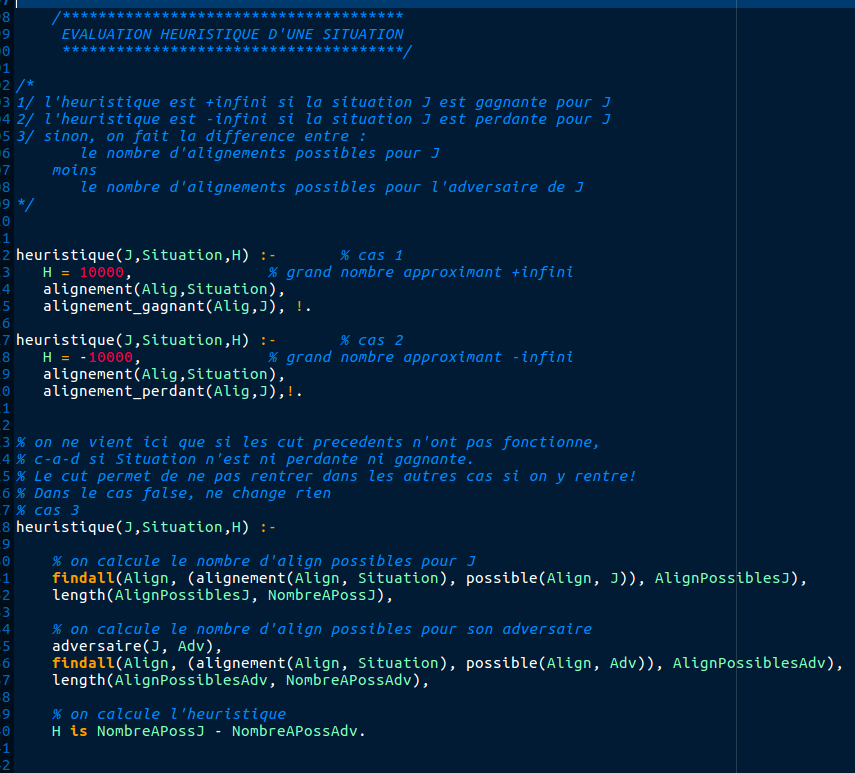 /**************************************
EVALUATION HEURISTIQUE D'UNE SITUATION
**************************************/
/*
1/ l'heuristique est +infini si la situation J est gagnante pour J
2/ l'heuristique est -infini si la situation J est perdante pour J
3/ sinon, on fait la difference entre :
le nombre d'alignements possibles pour J
moins
le nombre d'alignements possibles pour l'adversaire de J
*/
heuristique(J,Situation,H) :- % cas 1
H = 10000, % grand nombre approximant +infini
alignement(Alig,Situation),
alignement_gagnant(Alig,J), !.
heuristique(J,Situation,H) :- % cas 2
H = -10000, % grand nombre approximant -infini
alignement(Alig,Situation),
alignement_perdant(Alig,J),!.
% on ne vient ici que si les cut precedents n'ont pas fonctionne,
% c-a-d si Situation n'est ni perdante ni gagnante.
% Le cut permet de ne pas rentrer dans les autres cas si on y rentre!
% Dans le cas false, ne change rien
% cas 3
heuristique(J,Situation,H) :-
% on calcule le nombre d'align possibles pour J
findall(Align, (alignement(Align, Situation), possible(Align, J)), AlignPossiblesJ),
length(AlignPossiblesJ, NombreAPossJ),
% on calcule le nombre d'align possibles pour son adversaire
adversaire(J, Adv),
findall(Align, (alignement(Align, Situation), possible(Align, Adv)), AlignPossiblesAdv),
length(AlignPossiblesAdv, NombreAPossAdv),
% on calcule l'heuristique
H is NombreAPossJ - NombreAPossAdv.